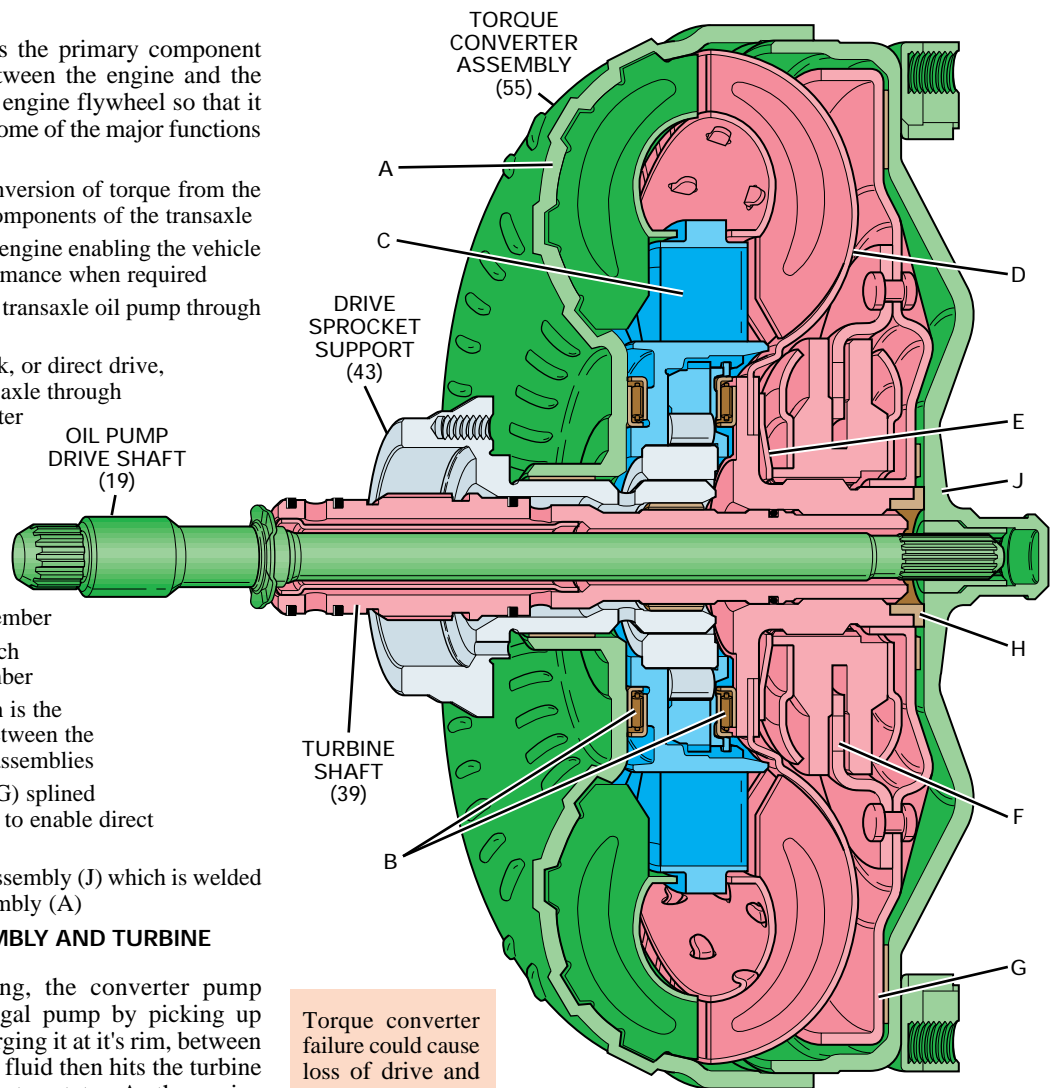 s the primary component
tween the engine and the
engine flywheel so that it
ome of the major functions
nversion of torque from the
omponents of the transaxle
engine enabling the vehicle
rmance when required
transaxle oil pump through
k, or direct drive,
axle through
ter
ember
ch
mber
n is the
etween the
assemblies
G) splined
to enable direct
ssembly (J) which is welded
mbly (A)
MBLY AND TURBINE
ng, the converter pump
gal pump by picking up
rging it at it's rim, between
fluid then hits the turbine
Torque converter
failure could cause
loss of drive and
TORQUE
CONVERTER
ASSEMBLY
(55)
A
C
DRIVE
SPROCKET
SUPPORT
(43)
OIL PUMP
DRIVE SHAFT
(19)
TURBINE
SHAFT
(39)
B
D
E
J
H
F
G